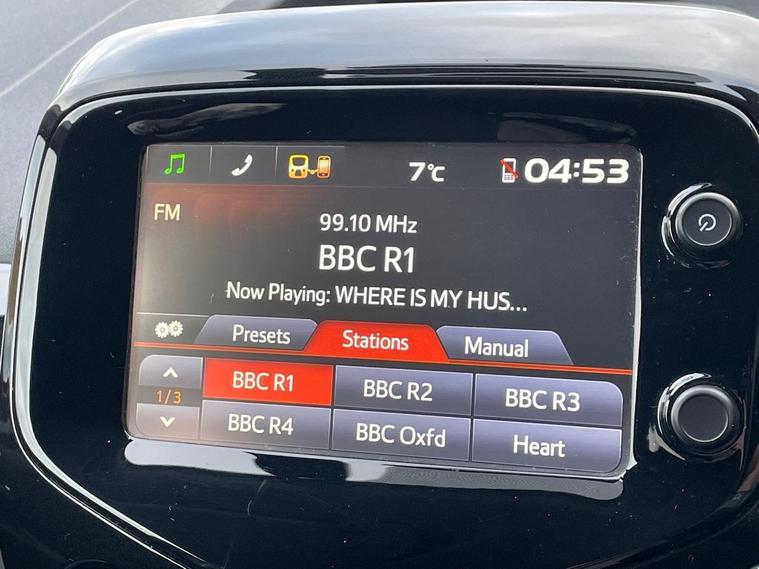 7°C 04:53
FM
99.10 MHz
BBC R1
Now Playing: WHERE IS MY HUS...
Presets Stations Manual
BBC R1 BBC R2 BBC R3
1/3
BBC R4 BBC Oxfd Heart